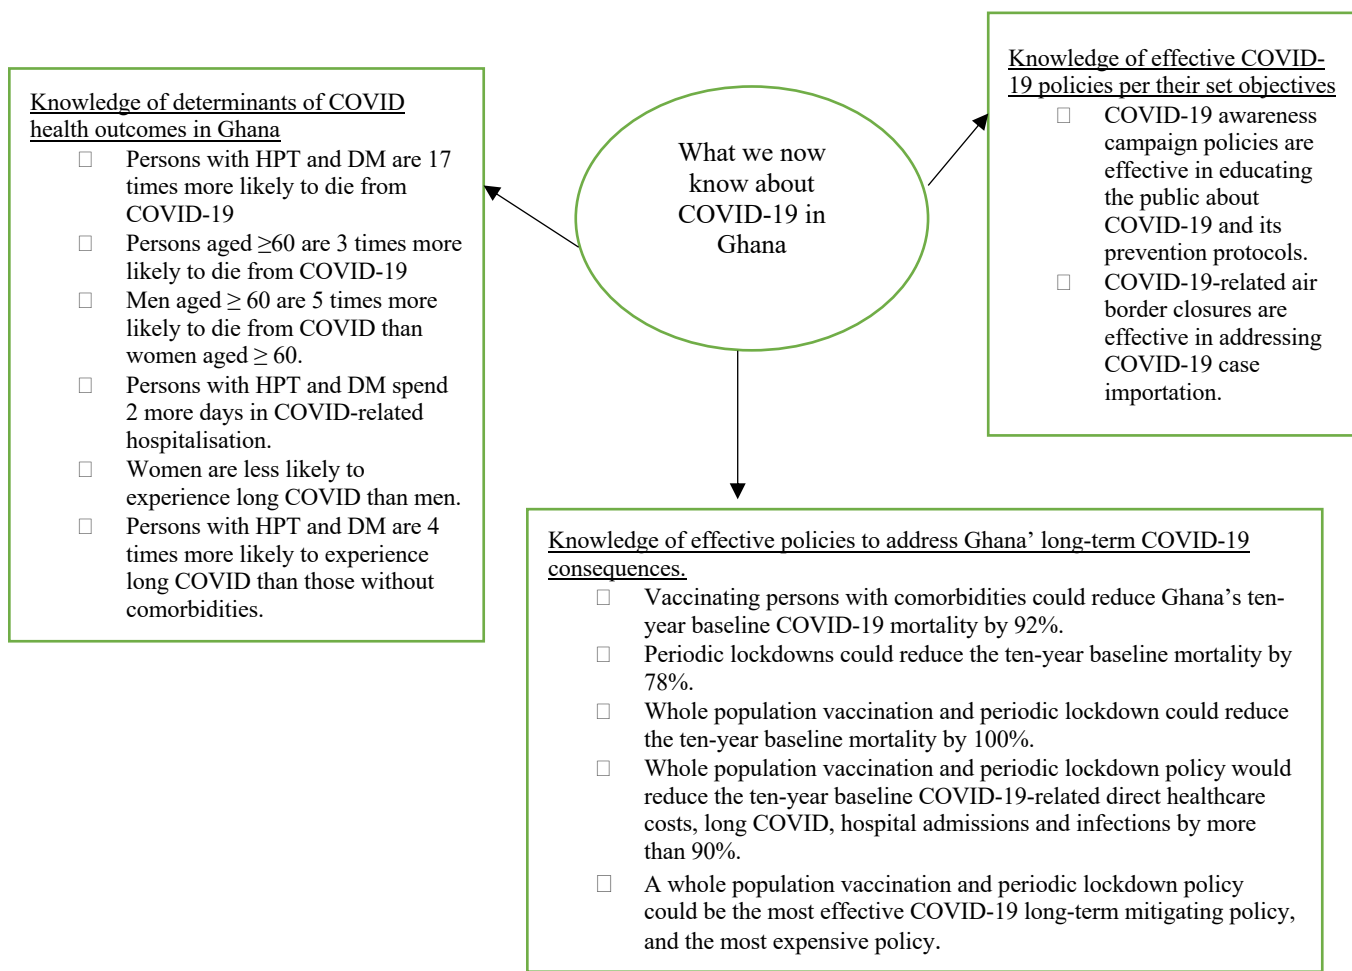 What we now
know about
COVID-19 in
Ghana
Knowledge of determinants of COVID
health outcomes in Ghana
Persons with HPT and DM are 17
times more likely to die from
COVID-19
Persons aged ≥60 are 3 times more
likely to die from COVID-19
Men aged ≥ 60 are 5 times more
likely to die from COVID than
women aged ≥ 60.
Persons with HPT and DM spend
2 more days in COVID-related
hospitalisation.
Women are less likely to
experience long COVID than men.
Persons with HPT and DM are 4
times more likely to experience
long COVID than those without
comorbidities.
Knowledge of effective COVID-
19 policies per their set objectives
COVID-19 awareness
campaign policies are
effective in educating
the public about
COVID-19 and its
prevention protocols.
COVID-19-related air
border closures are
effective in addressing
COVID-19 case
importation.
Knowledge of effective policies to address Ghana’ long-term COVID-19
consequences.
Vaccinating persons with comorbidities could reduce Ghana’s ten-
year baseline COVID-19 mortality by 92%.
Periodic lockdowns could reduce the ten-year baseline mortality by
78%.
Whole population vaccination and periodic lockdown could reduce
the ten-year baseline mortality by 100%.
Whole population vaccination and periodic lockdown policy would
reduce the ten-year baseline COVID-19-related direct healthcare
costs, long COVID, hospital admissions and infections by more
than 90%.
A whole population vaccination and periodic lockdown policy
could be the most effective COVID-19 long-term mitigating policy,
and the most expensive policy.